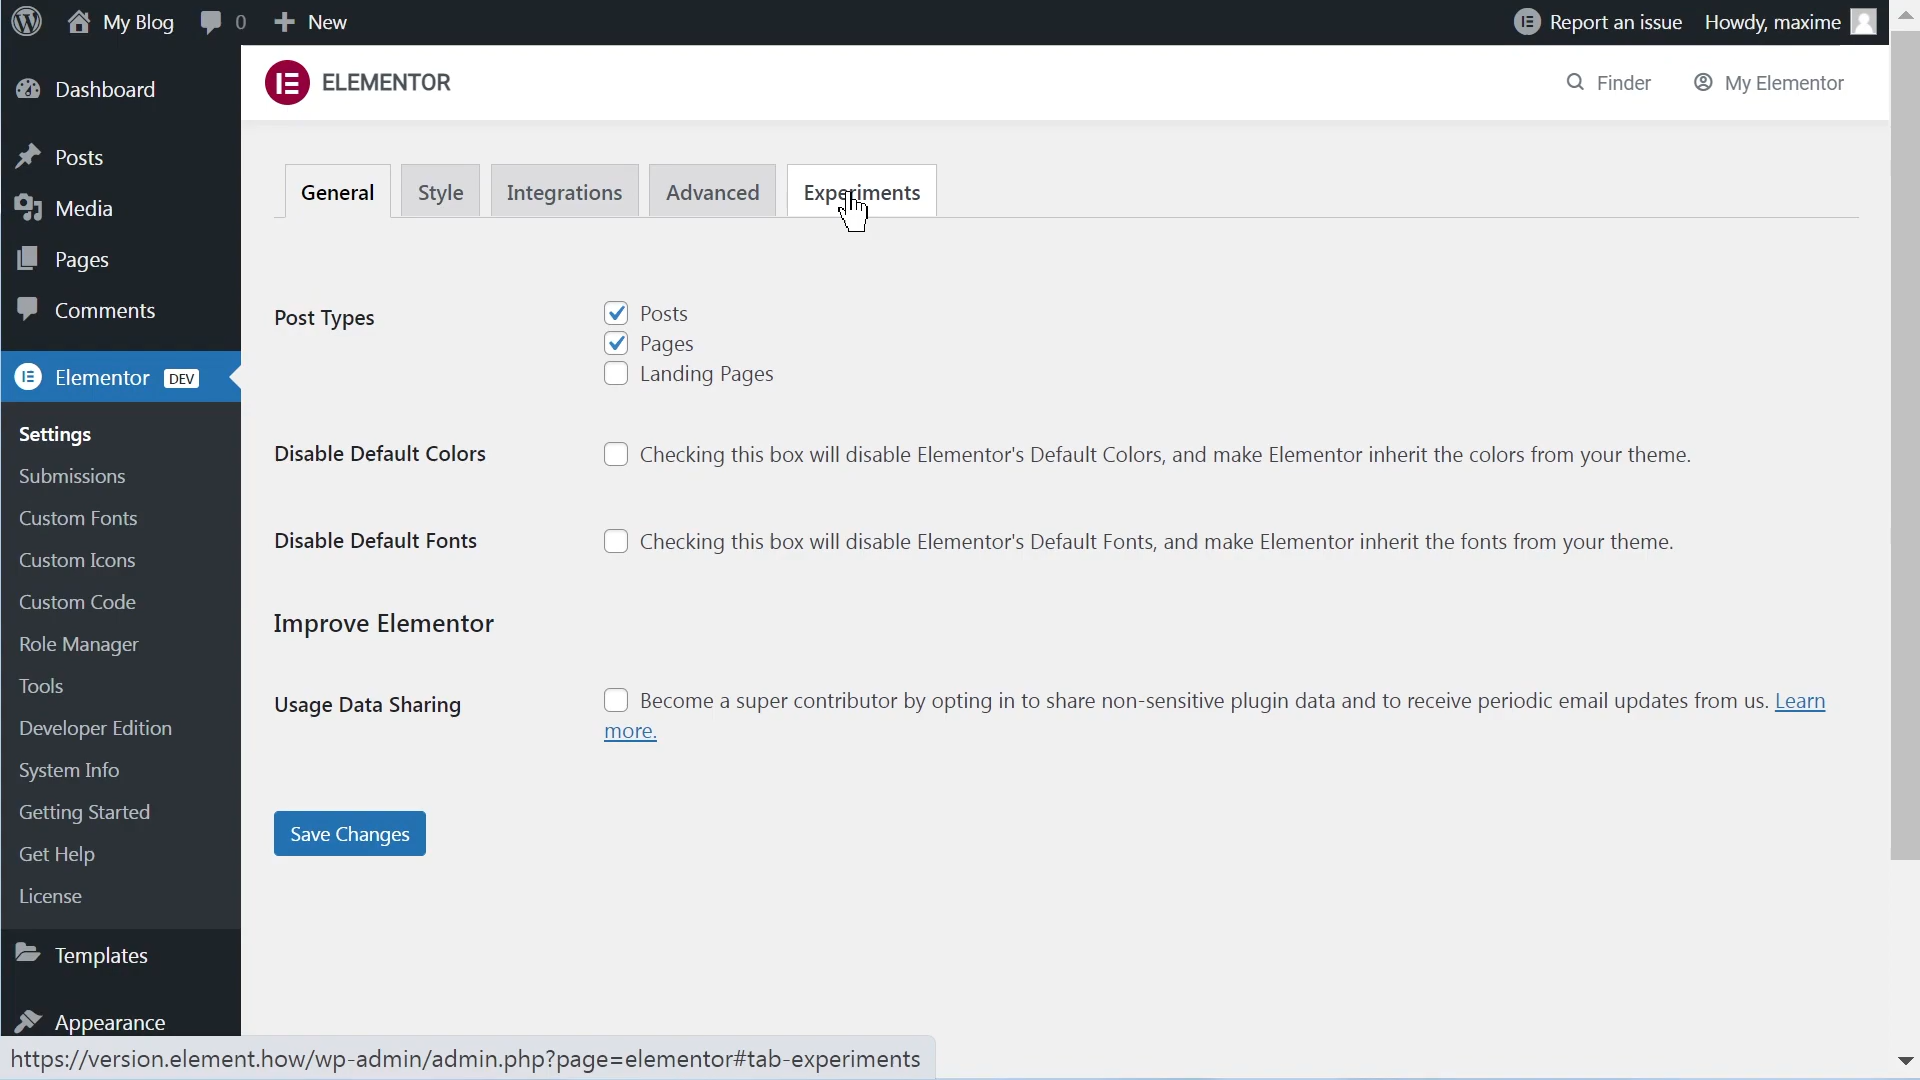 My Blog 0 New Report an issue Howdy, maxime
ELEMENTOR Finder My Elementor
Dashboard
Posts
Media
Pages
Comments
Elementor DEV
Settings
Submissions
Custom Fonts
Custom Icons
Custom Code
Role Manager
Tools
Developer Edition
System Info
Getting Started
Get Help
License
Templates
Appearance
General Style Integrations Advanced Experiments
Post Types
Posts
Pages
Landing Pages
Disable Default Colors Checking this box will disable Elementor's Default Colors, and make Elementor inherit the colors from your theme.
Disable Default Fonts Checking this box will disable Elementor's Default Fonts, and make Elementor inherit the fonts from your theme.
Improve Elementor
Usage Data Sharing Become a super contributor by opting in to share non-sensitive plugin data and to receive periodic email updates from us. Learn
more.
Save Changes
https://version.element.how/wp-admin/admin.php?page=elementor#tab-experiments